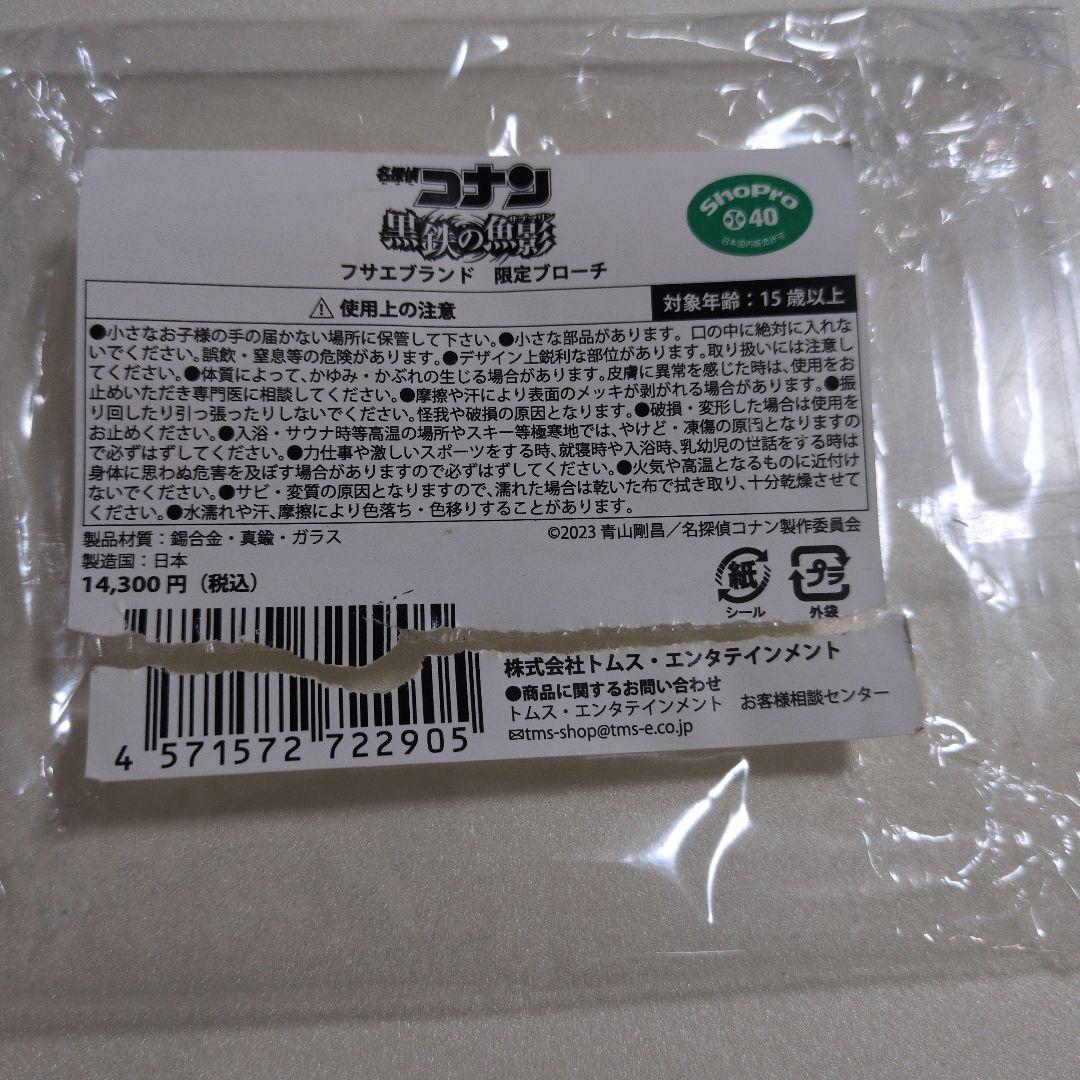 名探偵コナン
黒鉄の魚影
サブマリン
ShoPro
40
日本国内販売許可
フサエブランド 限定ブローチ
使用上の注意
対象年齢:15歳以上
●小さなお子様の手の届かない場所に保管して下さい。●小さな部品があります。口の中に絶対に入れな
いでください。誤飲・窒息等の危険があります。●デザイン上鋭利な部位があります。取り扱いには注意し
てください。●体質によって、かゆみ・かぶれの生じる場合があります。皮膚に異常を感じた時は、使用をお
止めいただき専門医に相談してください。●摩擦や汗により表面のメッキが剥がれる場合があります。●振
り回したり引っ張ったりしないでください。怪我や破損の原因となります。●破損・変形した場合は使用を
お止めください。●入浴・サウナ時等高温の場所やスキー等極寒地では、やけど・凍傷の原因となりますの
で必ずはずしてください。●力仕事や激しいスポーツをする時、就寝時や入浴時、乳幼児の世話をする時は
身体に思わぬ危害を及ぼす場合がありますので必ずはずしてください。●火気や高温となるものに近付け
ないでください。●サビ・変質の原因となりますので、濡れた場合は乾いた布で拭き取り、十分乾燥させて
ください。●水濡れや汗、摩擦により色落ち・色移りすることがあります。
製品材質:錫合金・真鍮・ガラス
©2023 青山剛昌/名探偵コナン製作委員会
製造国:日本
14,300円(税込)
紙
シール
プラ
外袋
株式会社トムス・エンタテインメント
●商品に関するお問い合わせ
トムス・エンタテインメント お客様相談センター
✉tms-shop@tms-e.co.jp
4 571572 722905